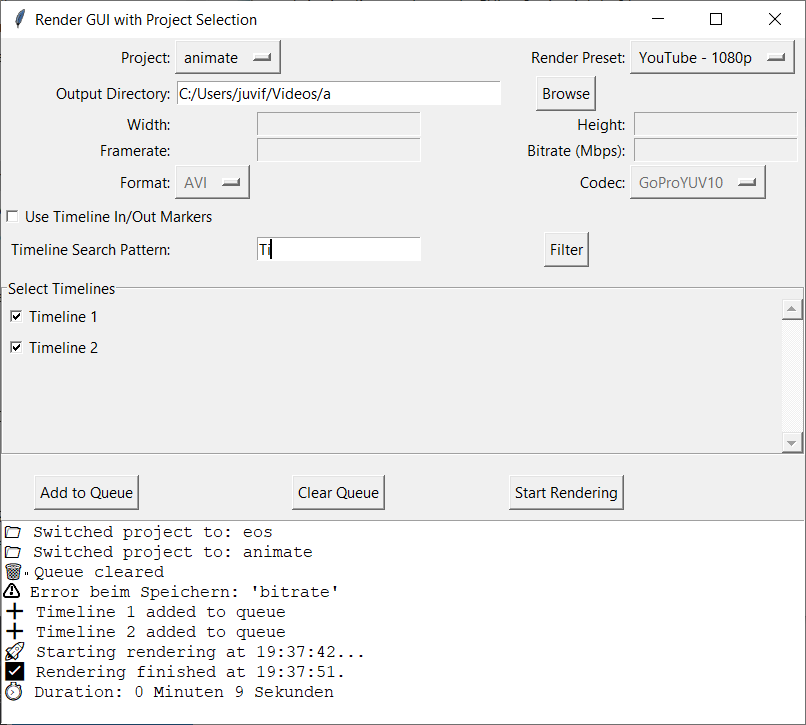 Render GUI with Project Selection
Project: animate Render Preset: YouTube - 1080p
Output Directory: C:/Users/juvif/Videos/a Browse
Width: Height:
Framerate: Bitrate (Mbps):
Format: AVI Codec: GoProYUV10
Use Timeline In/Out Markers
Timeline Search Pattern: Ti Filter
Select Timelines
Timeline 1
Timeline 2
Add to Queue Clear Queue Start Rendering
Switched project to: eos
Switched project to: animate
Queue cleared
Error beim Speichern: 'bitrate'
Timeline 1 added to queue
Timeline 2 added to queue
Starting rendering at 19:37:42...
Rendering finished at 19:37:51.
Duration: 0 Minuten 9 Sekunden